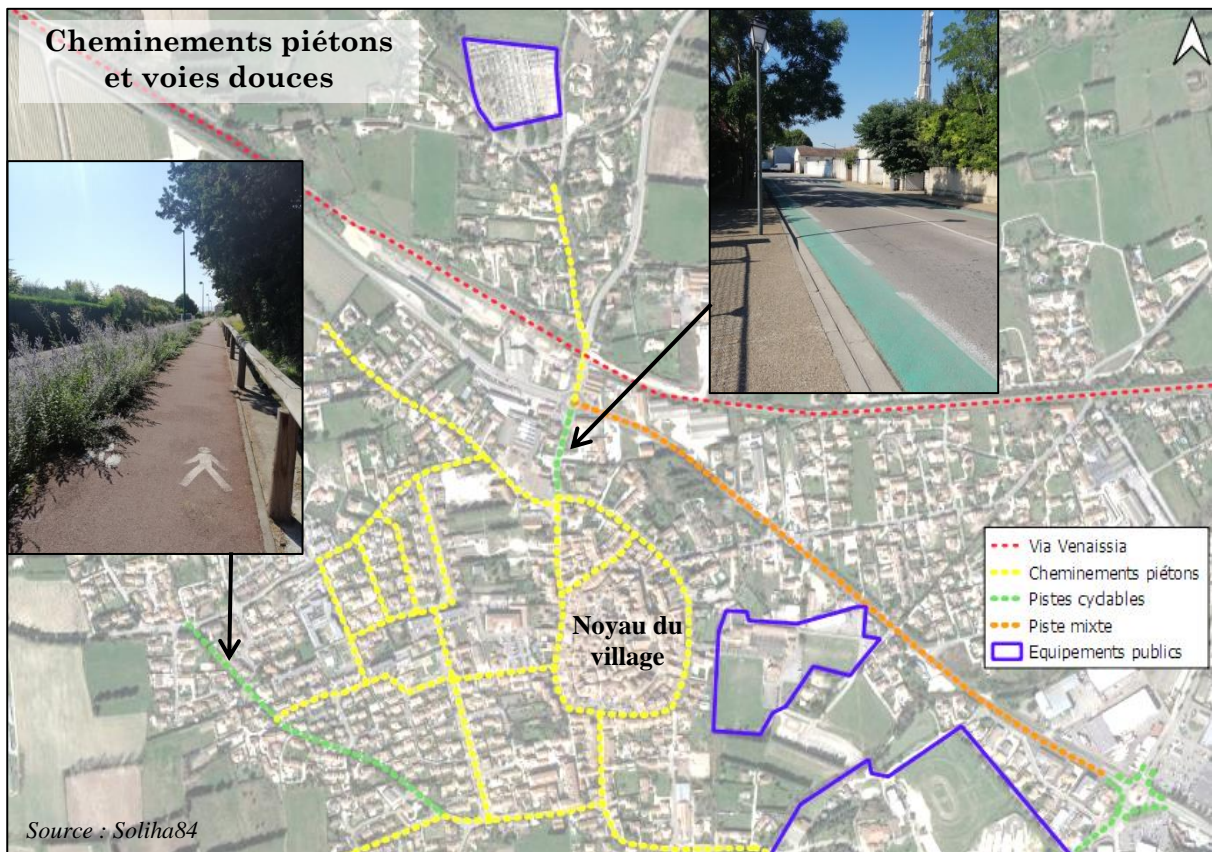 Cheminements piétons
et voies douces
Noyau du
village
Via Venaissia
Cheminements piétons
Pistes cyclables
Piste mixte
Equipements publics
Source : Soliha84